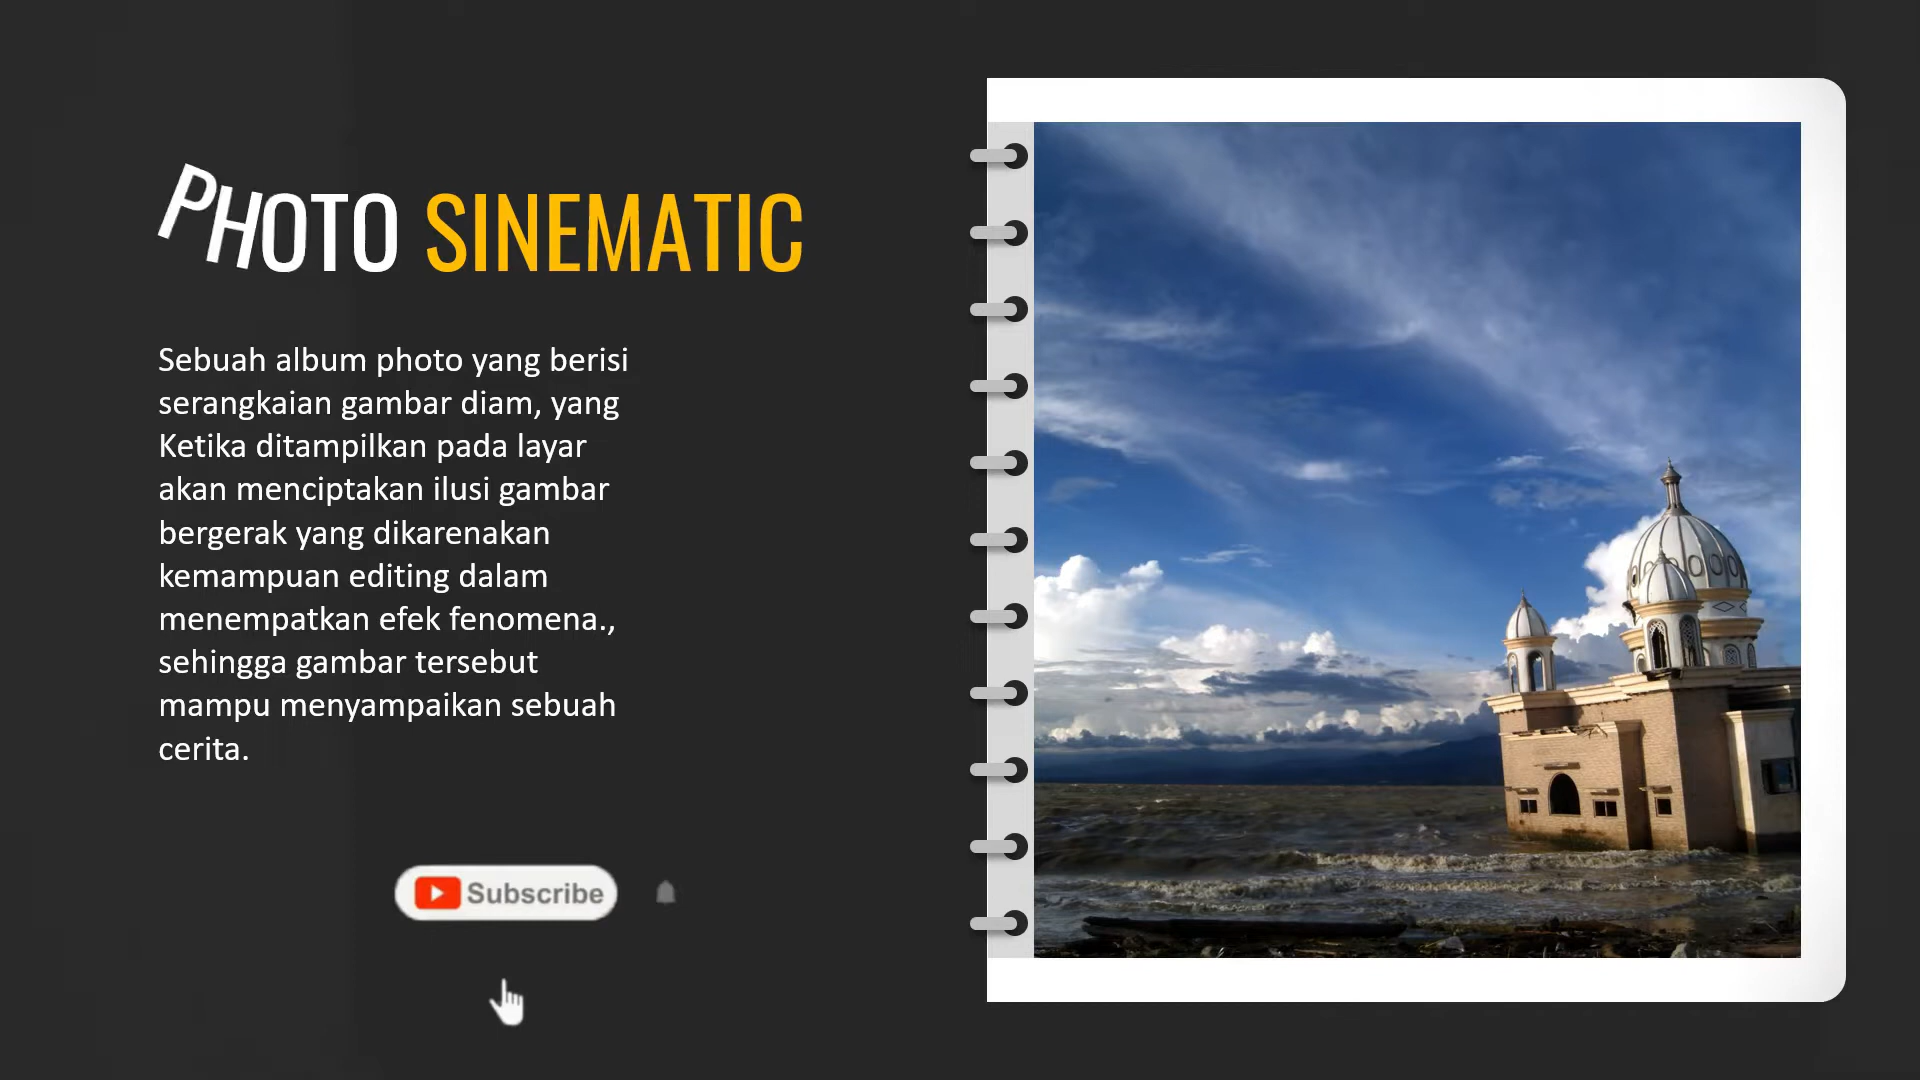 PHOTO SINEMATIC
Sebuah album photo yang berisi
serangkaian gambar diam, yang
Ketika ditampilkan pada layar
akan menciptakan ilusi gambar
bergerak yang dikarenakan
kemampuan editing dalam
menempatkan efek fenomena.,
sehingga gambar tersebut
mampu menyampaikan sebuah
cerita.
Subscribe